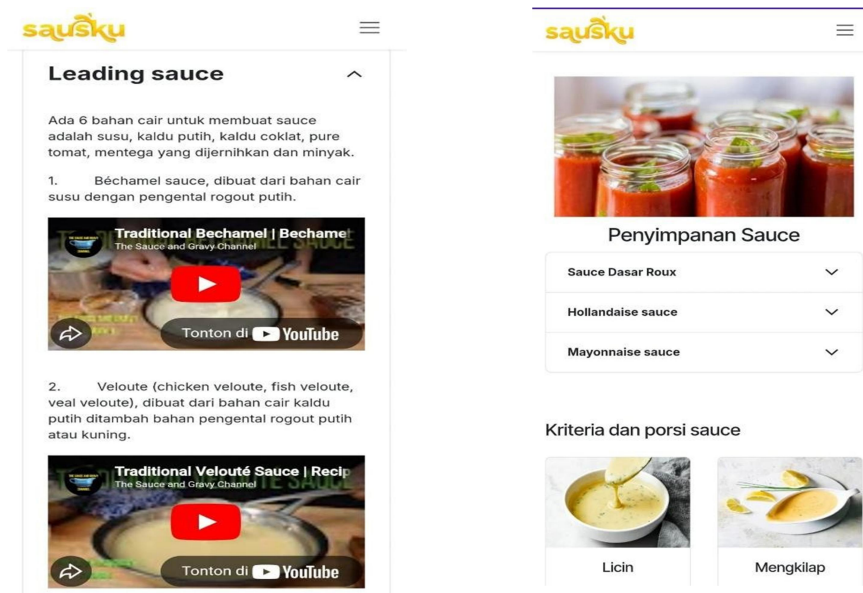 sausku
Leading sauce
Ada 6 bahan cair untuk membuat sauce
adalah susu, kaldu putih, kaldu coklat, pure
tomat, mentega yang dijernihkan dan minyak.
1. Béchamel sauce, dibuat dari bahan cair
susu dengan pengental rogout putih.
Traditional Bechamel | Bechamel
The Sauce and Gravy Channel
Tonton di YouTube
2. Veloute (chicken veloute, fish veloute,
veal veloute), dibuat dari bahan cair kaldu
putih ditambah bahan pengental rogout putih
atau kuning.
Traditional Velouté Sauce | Recip
The Sauce and Gravy Channel
Tonton di YouTube
sausku
Penyimpanan Sauce
Sauce Dasar Roux
Hollandaise sauce
Mayonnaise sauce
Kriteria dan porsi sauce
Licin
Mengkilap